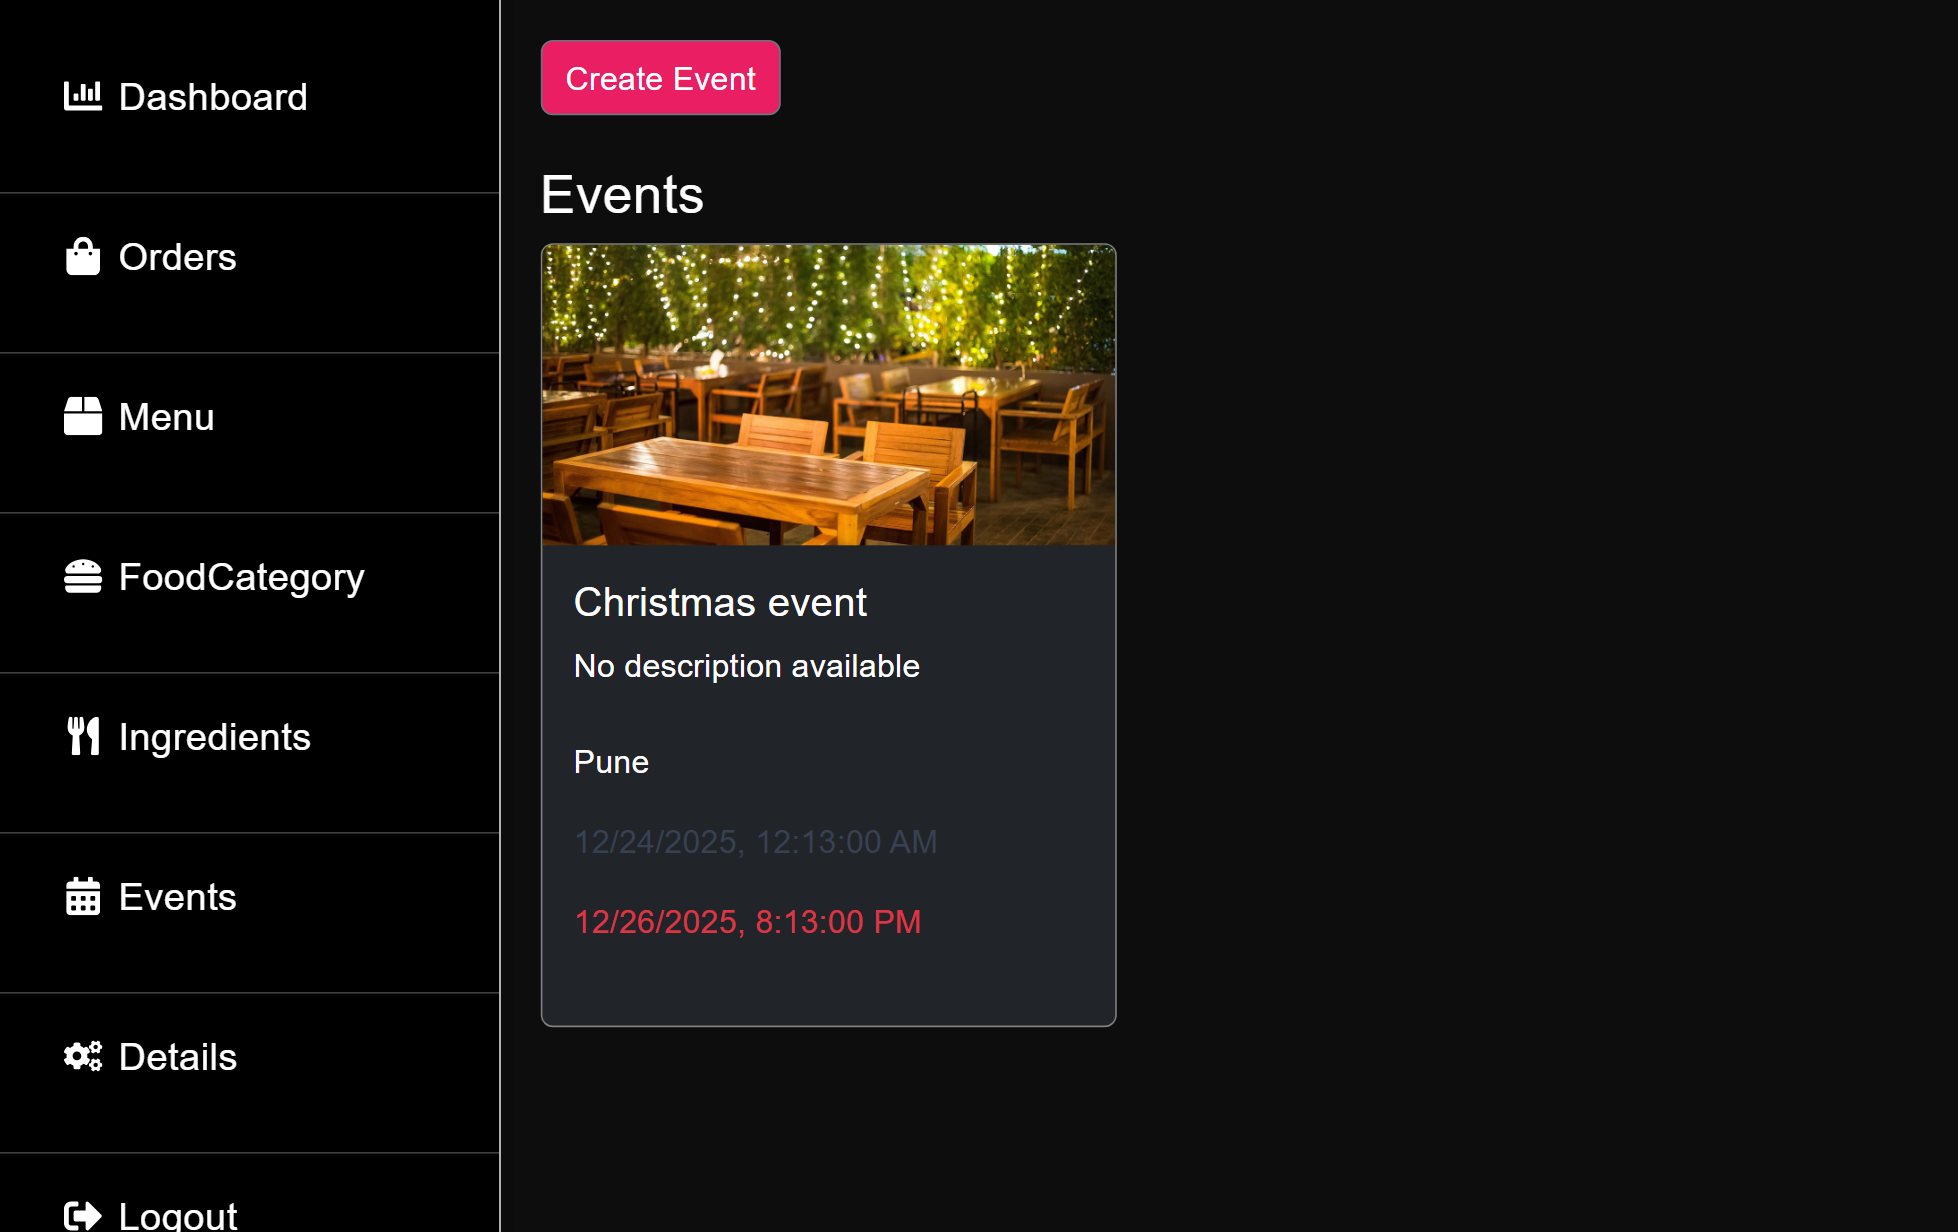 Dashboard
Orders
Menu
FoodCategory
Ingredients
Events
Details
Logout
Create Event
Events
Christmas event
No description available
Pune
12/24/2025, 12:13:00 AM
12/26/2025, 8:13:00 PM